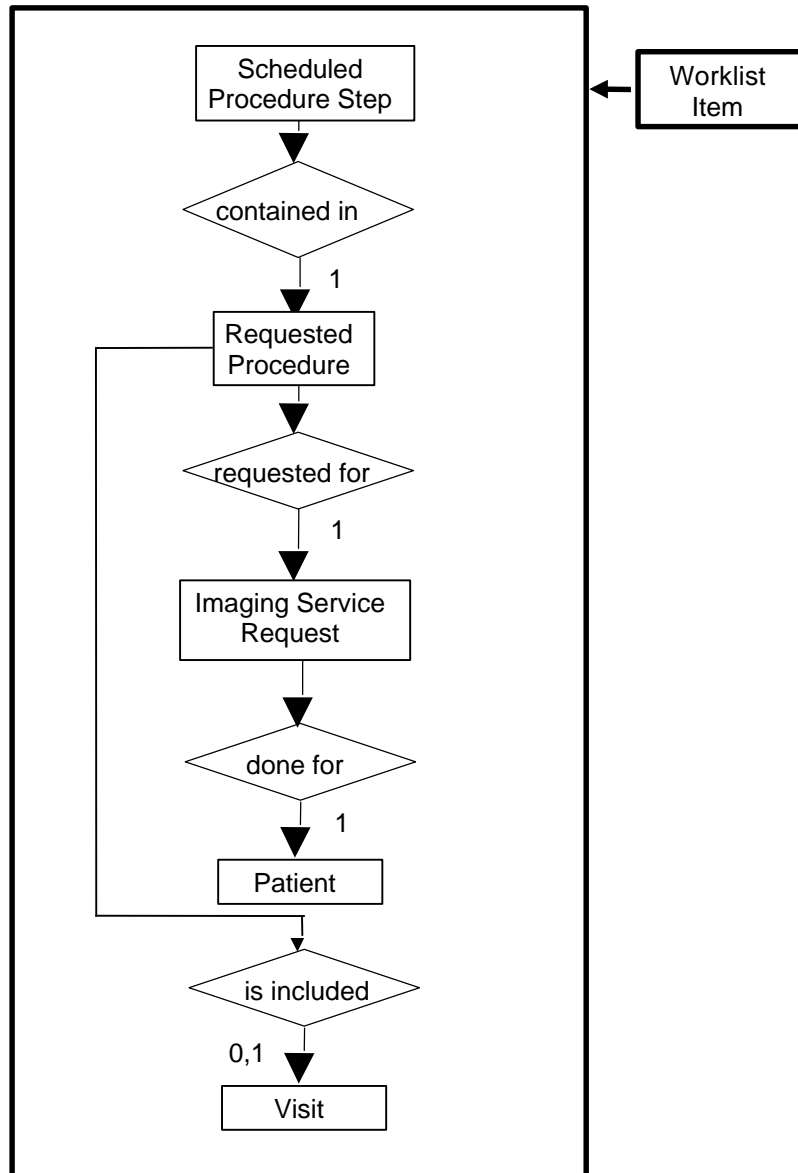 Scheduled
Procedure Step
Worklist
Item
contained in
1
Requested
Procedure
requested for
1
Imaging Service
Request
done for
1
Patient
is included
0,1
Visit